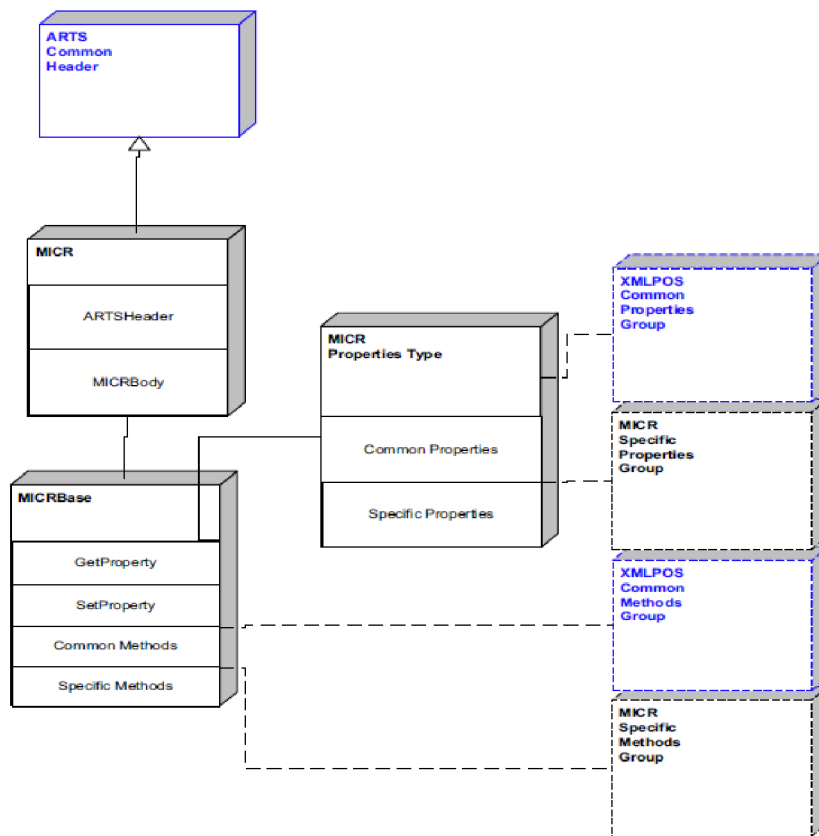 ARTS
Common
Header
MICR
ARTSHeader
MICRBody
MICRBase
GetProperty
SetProperty
Common Methods
Specific Methods
MICR
Properties Type
Common Properties
Specific Properties
XMLPOS
Common
Properties
Group
MICR
Specific
Properties
Group
XMLPOS
Common
Methods
Group
MICR
Specific
Methods
Group